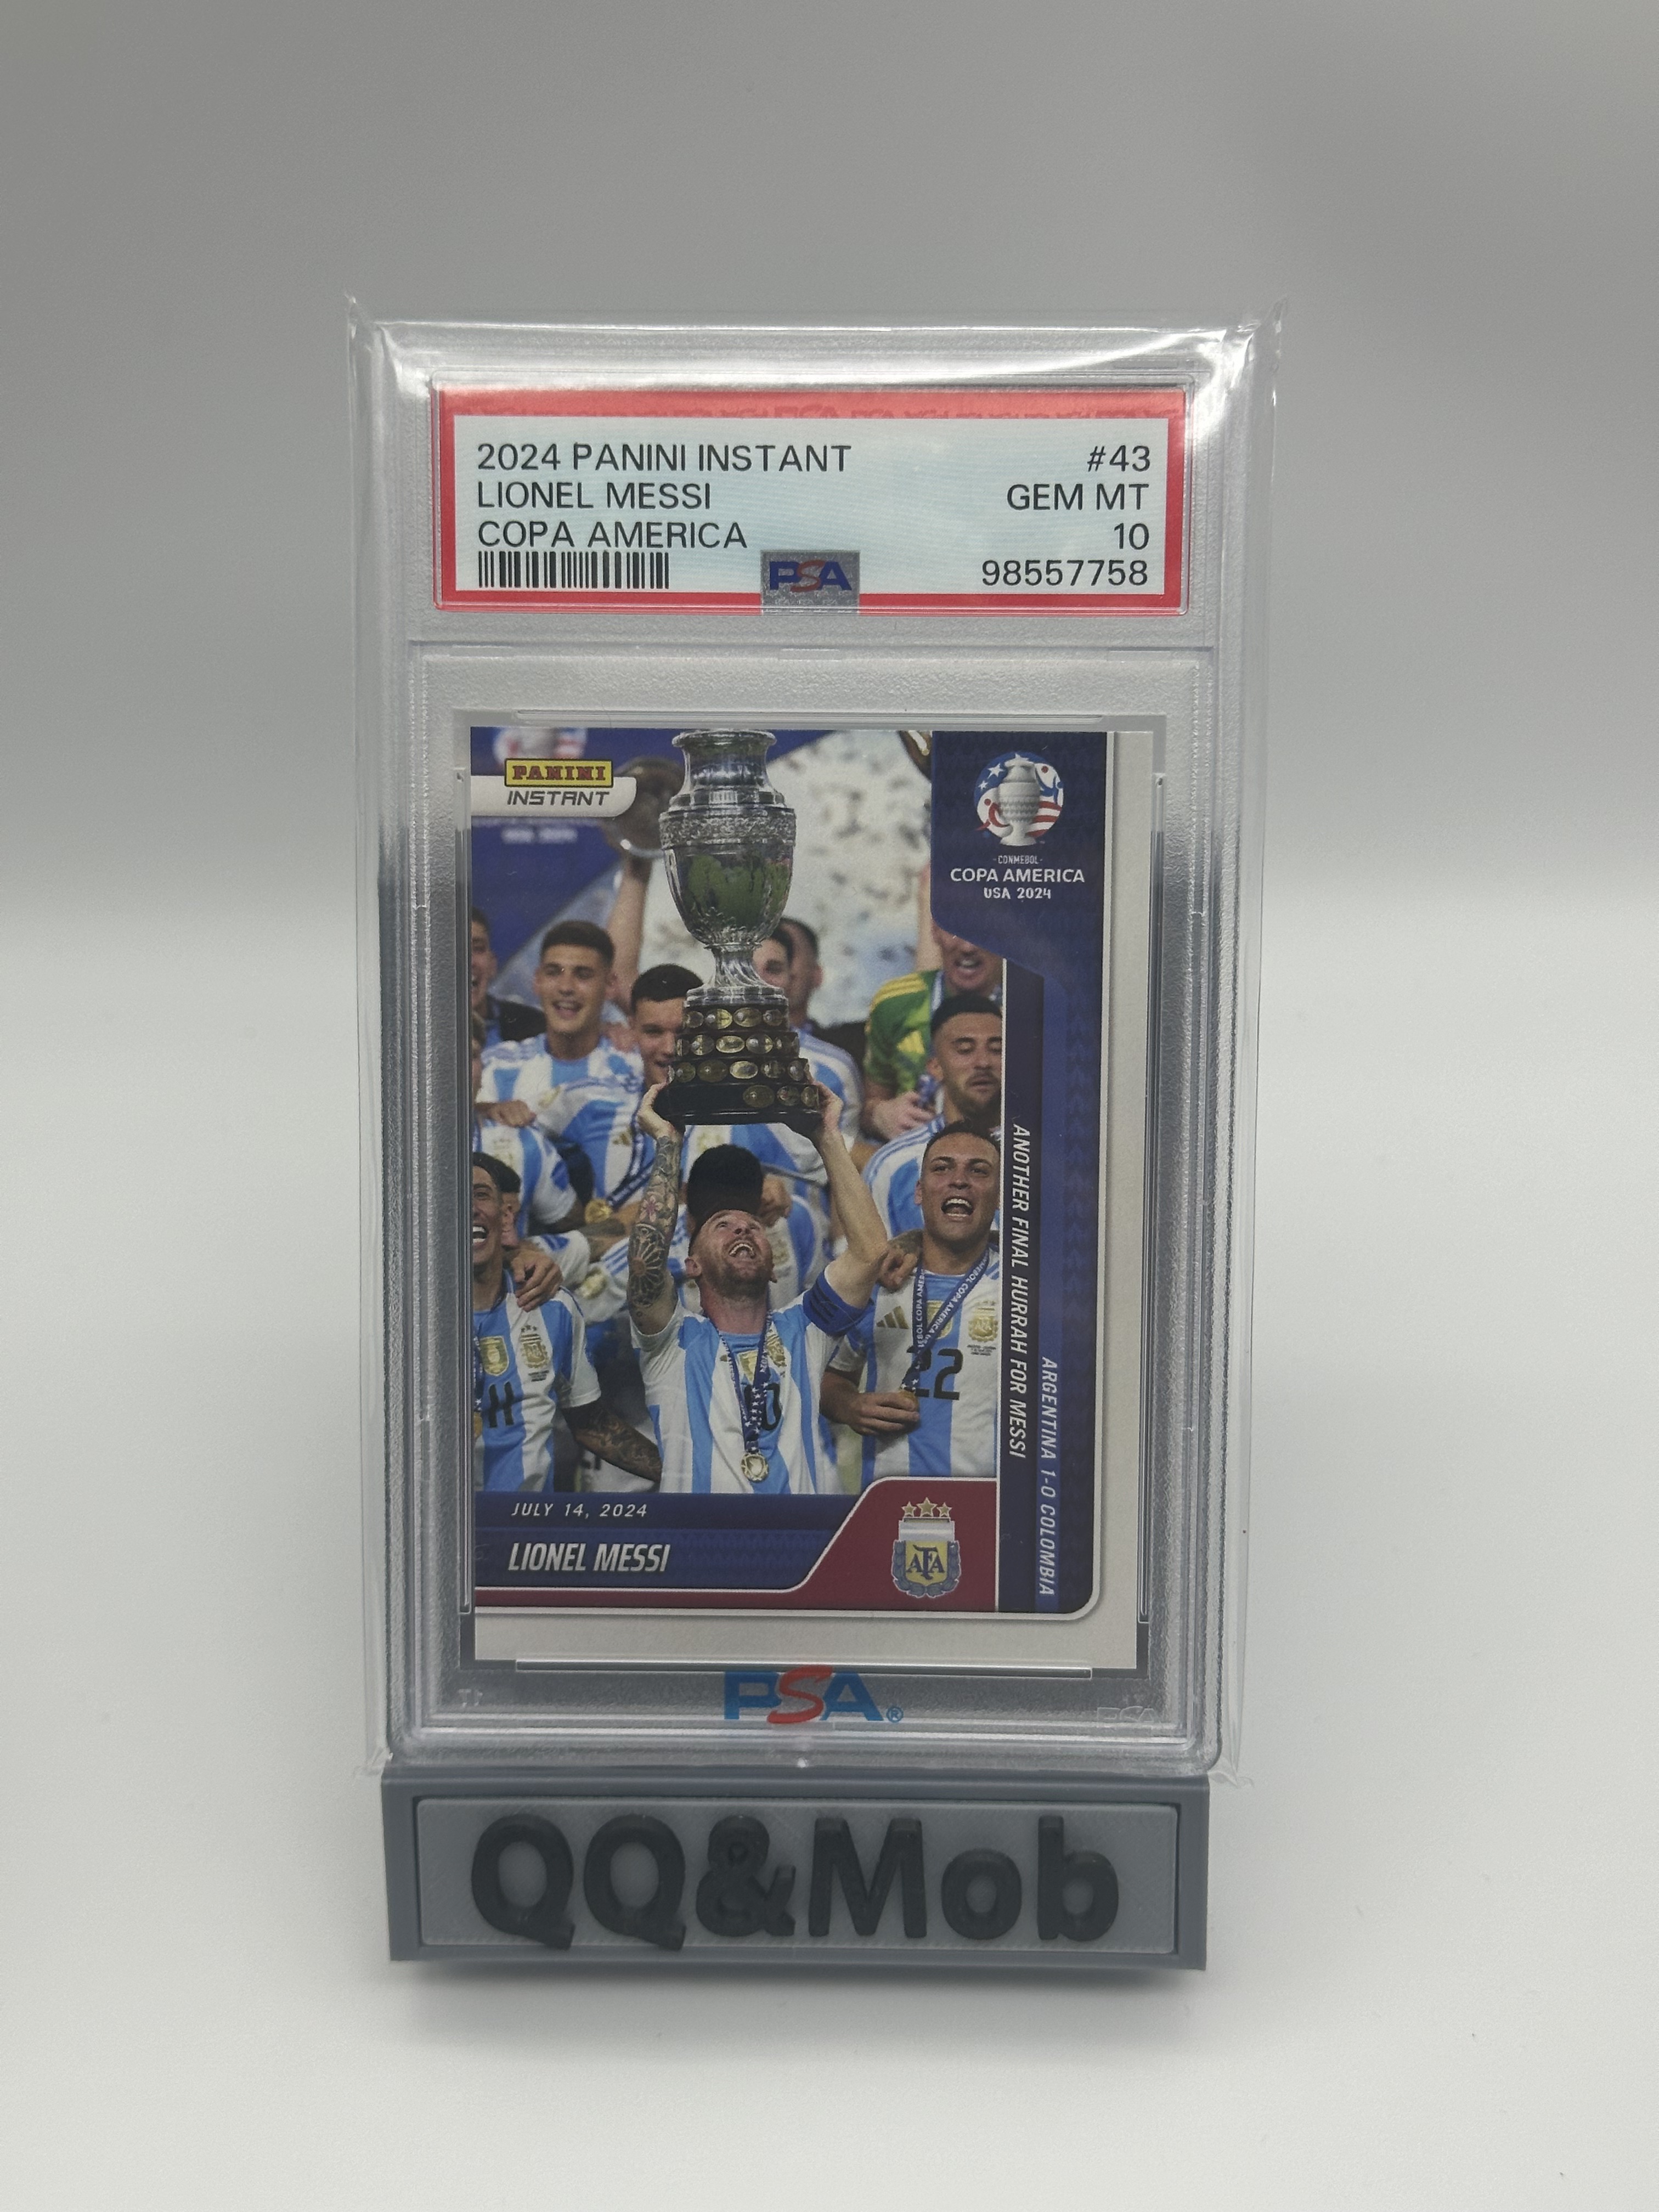 2024 PANINI INSTANT #43
LIONEL MESSI GEM MT
COPA AMERICA 10
PSA 98557758
PANINI
INSTANT
CONMEBOL
COPA AMERICA
USA 2024
ANOTHER FINAL HURRAH FOR MESSI
ARGENTINA 1-0 COLOMBIA
22
11
10
JULY 14, 2024
LIONEL MESSI
AFA
PSA®
QQ&Mob